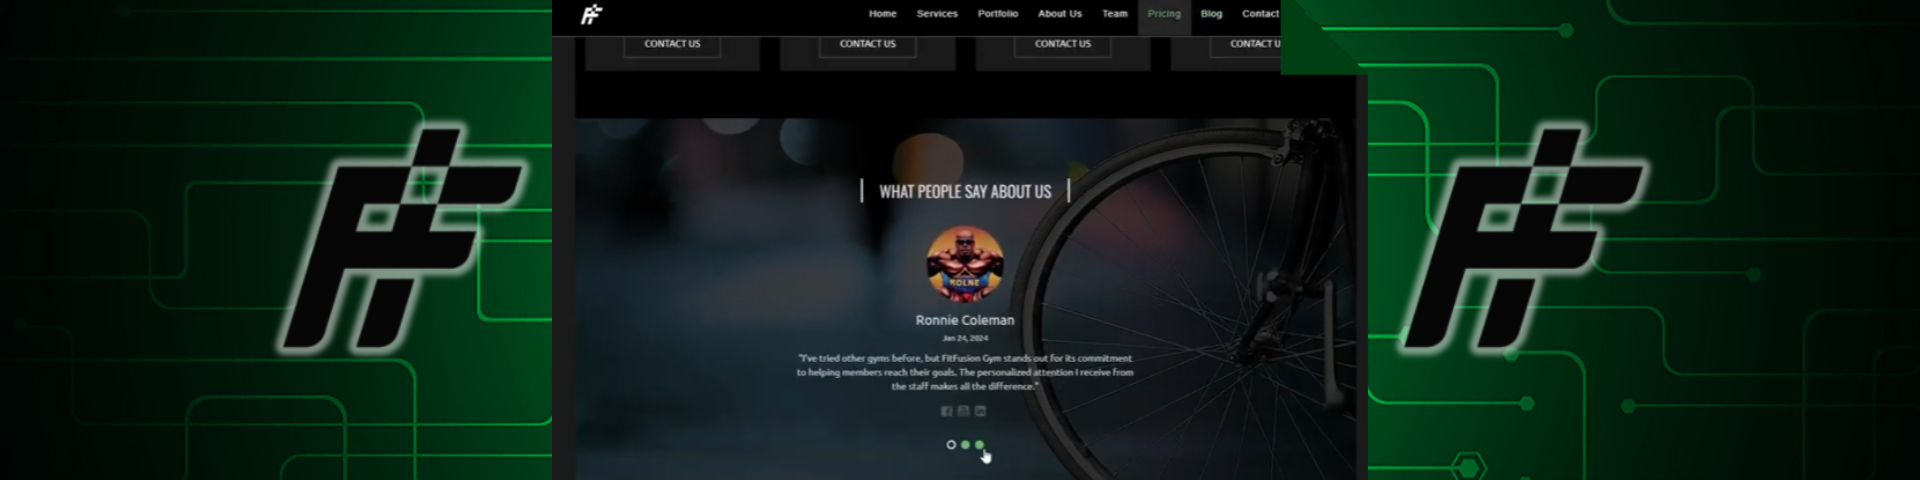 Home Services Portfolio About Us Team Pricing Blog Contact
CONTACT US CONTACT US CONTACT US CONTACT U
WHAT PEOPLE SAY ABOUT US
Ronnie Coleman
Jan 24, 2024
"I've tried other gyms before, but FitFusion Gym stands out for its commitment
to helping members reach their goals. The personalized attention I receive from
the staff makes all the difference."